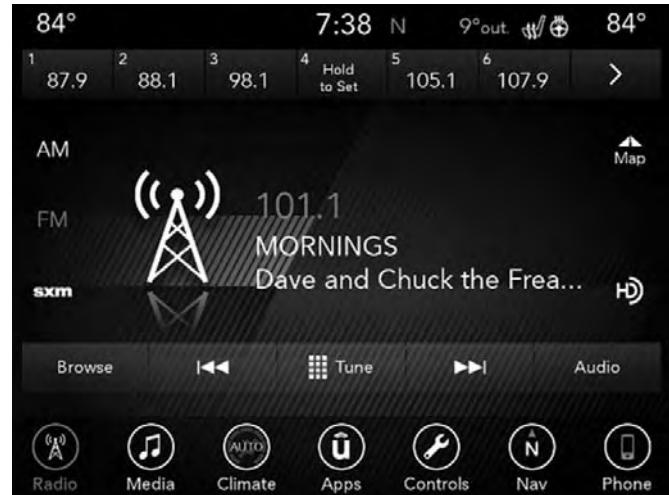 84° 7:38 N 9°out. 84°
1 87.9 2 88.1 3 98.1 4 Hold to Set 5 105.1 6 107.9
AM
Map
101.1
FM
MORNINGS
Dave and Chuck the Frea...
sxm
HD
Browse Tune Audio
AUTO û N
Radio Media Climate Apps Controls Nav Phone